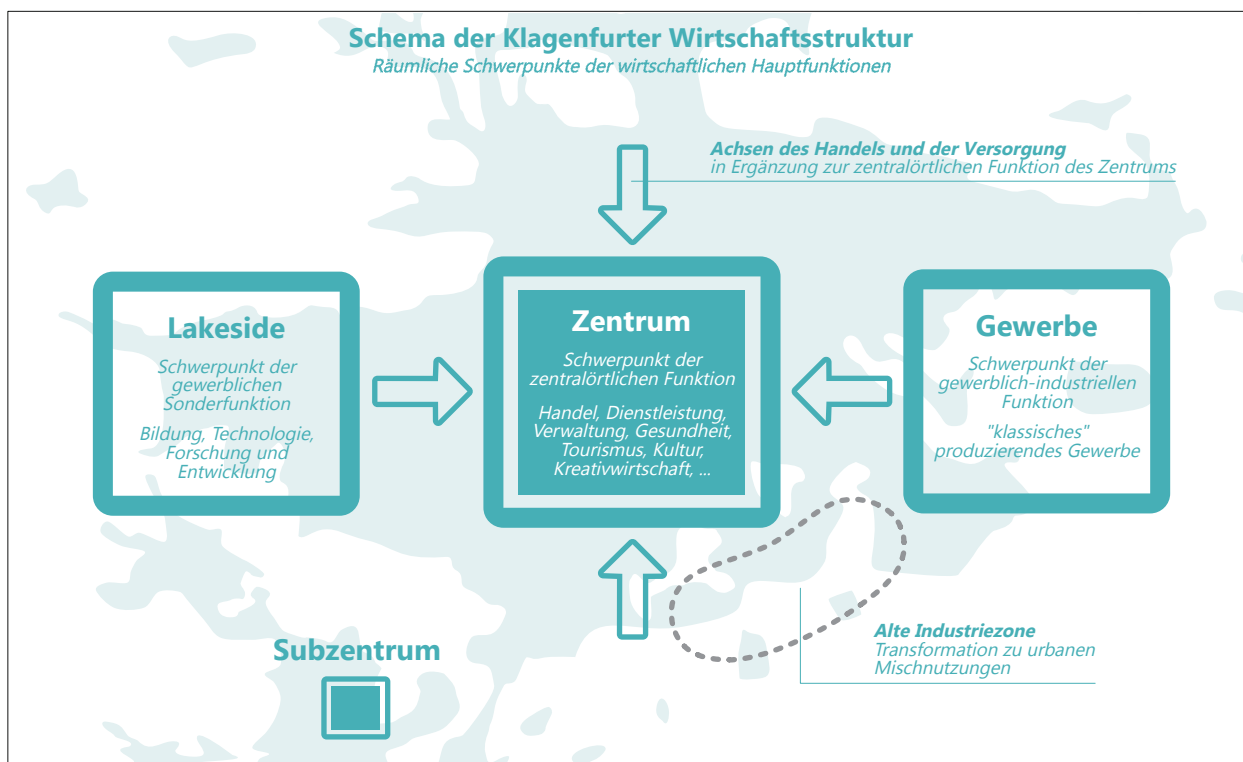 Schema der Klagenfurter Wirtschaftsstruktur
Räumliche Schwerpunkte der wirtschaftlichen Hauptfunktionen
Achsen des Handels und der Versorgung
in Ergänzung zur zentralörtlichen Funktion des Zentrums
Lakeside
Schwerpunkt der
gewerblichen
Sonderfunktion
Bildung, Technologie,
Forschung und
Entwicklung
Zentrum
Schwerpunkt der
zentralörtlichen Funktion
Handel, Dienstleistung,
Verwaltung, Gesundheit,
Tourismus, Kultur,
Kreativwirtschaft, ...
Gewerbe
Schwerpunkt der
gewerblich-industriellen
Funktion
"klassisches"
produzierendes Gewerbe
Subzentrum
Alte Industriezone
Transformation zu urbanen
Mischnutzungen